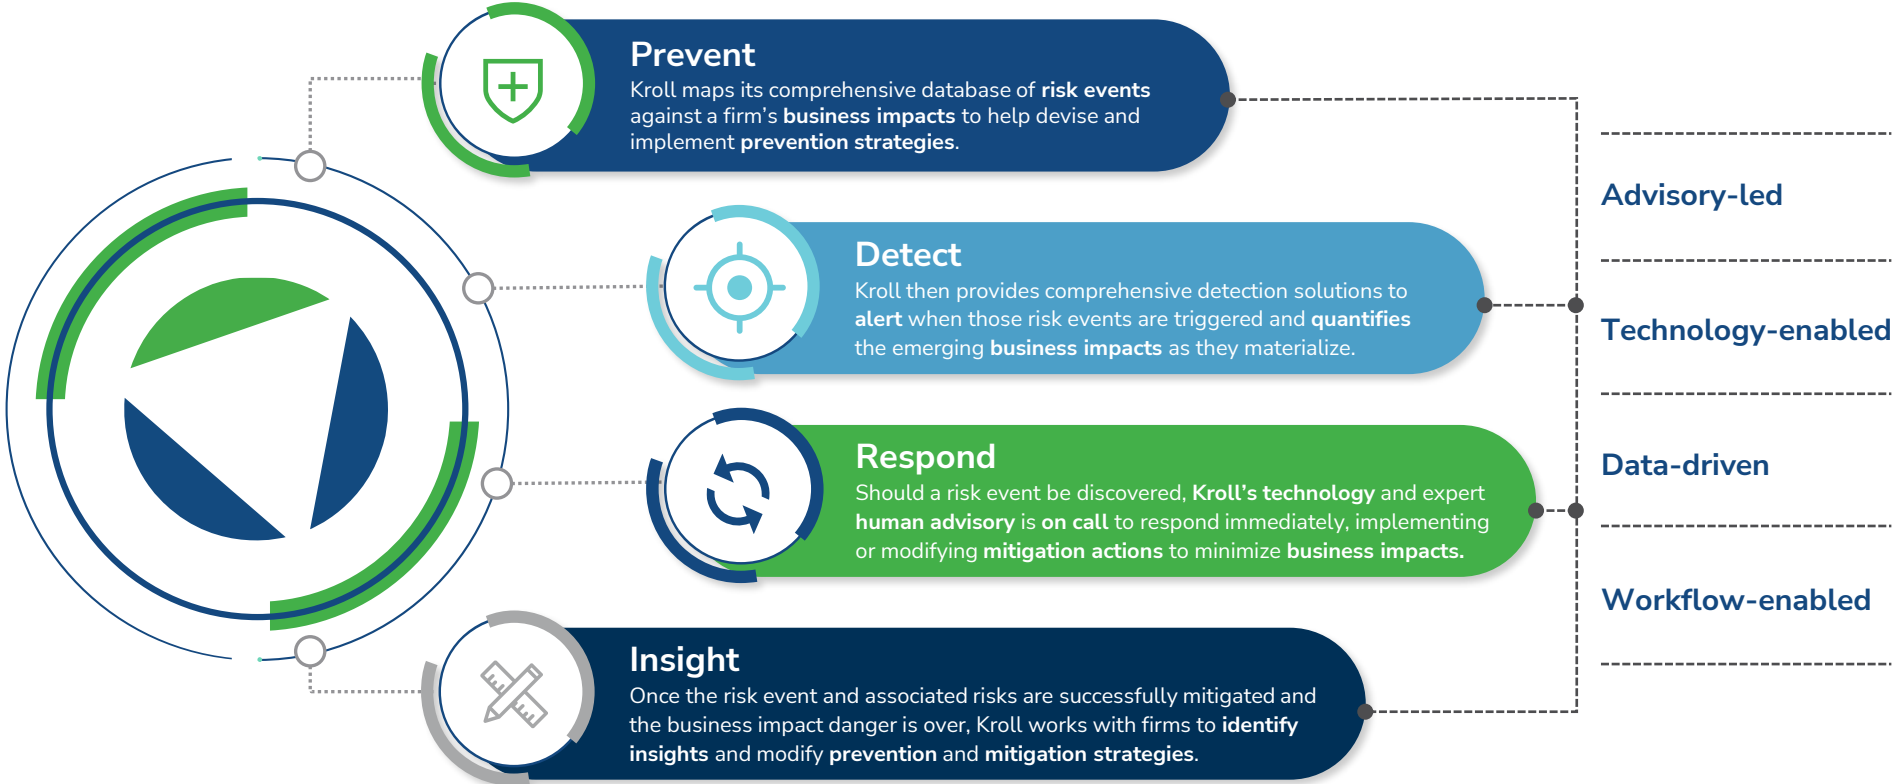 Prevent
Kroll maps its comprehensive database of risk events
against a firm’s business impacts to help devise and
implement prevention strategies.
Detect
Kroll then provides comprehensive detection solutions to
alert when those risk events are triggered and quantifies
the emerging business impacts as they materialize.
Respond
Should a risk event be discovered, Kroll’s technology and expert
human advisory is on call to respond immediately, implementing
or modifying mitigation actions to minimize business impacts.
Insight
Once the risk event and associated risks are successfully mitigated and
the business impact danger is over, Kroll works with firms to identify
insights and modify prevention and mitigation strategies.
Advisory-led
Technology-enabled
Data-driven
Workflow-enabled